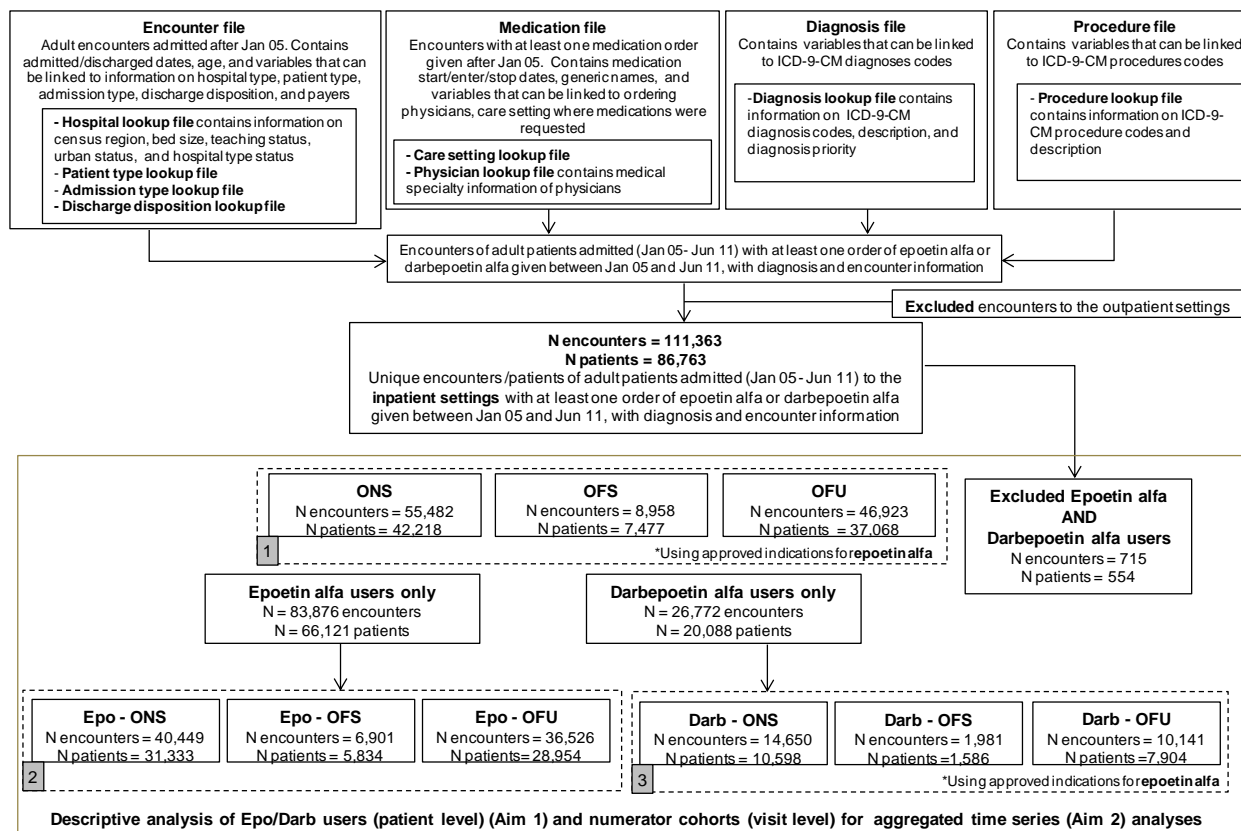 Encounter file
Adult encounters admitted after Jan 05. Contains
admitted/discharged dates, age, and variables that can
be linked to information on hospital type, patient type,
admission type, discharge disposition, and payers
- Hospital lookup file contains information on
census region, bed size, teaching status,
urban status, and hospital type status
- Patient type lookup file
- Admission type lookup file
- Discharge disposition lookup file
Medication file
Encounters with at least one medication order
given after Jan 05. Contains medication
start/enter/stop dates, generic names, and
variables that can be linked to ordering
physicians, care setting where medications were
requested
- Care setting lookup file
- Physician lookup file contains medical
specialty information of physicians
Diagnosis file
Contains variables that can be linked
to ICD-9-CM diagnoses codes
-Diagnosis lookup file contains
information on ICD-9-CM
diagnosis codes, description, and
diagnosis priority
Procedure file
Contains variables that can be linked
to ICD-9-CM procedures codes
- Procedure lookup file
contains information on ICD-9-
CM procedure codes and
description
Encounters of adult patients admitted (Jan 05- Jun 11) with at least one order of epoetin alfa or
darbepoetin alfa given between Jan 05 and Jun 11, with diagnosis and encounter information
Excluded encounters to the outpatient settings
N encounters = 111,363
N patients = 86,763
Unique encounters/patients of adult patients admitted (Jan 05- Jun 11) to the
inpatient settings with at least one order of epoetin alfa or darbepoetin alfa
given between Jan 05 and Jun 11, with diagnosis and encounter information
ONS
N encounters = 55,482
N patients = 42,218
OFS
N encounters = 8,958
N patients = 7,477
OFU
N encounters = 46,923
N patients = 37,068
1
*Using approved indications for epoetin alfa
Excluded Epoetin alfa
AND
Darbepoetin alfa users
N encounters = 715
N patients = 554
Epoetin alfa users only
N = 83,876 encounters
N = 66,121 patients
Darbepoetin alfa users only
N = 26,772 encounters
N = 20,088 patients
Epo - ONS
N encounters = 40,449
N patients = 31,333
Epo - OFS
N encounters = 6,901
N patients = 5,834
Epo - OFU
N encounters = 36,526
N patients= 28,954
2
Darb - ONS
N encounters = 14,650
N patients = 10,598
Darb - OFS
N encounters = 1,981
N patients =1,586
Darb - OFU
N encounters = 10,141
N patients =7,904
3
*Using approved indications for epoetin alfa
Descriptive analysis of Epo/Darb users (patient level) (Aim 1) and numerator cohorts (visit level) for aggregated time series (Aim 2) analyses